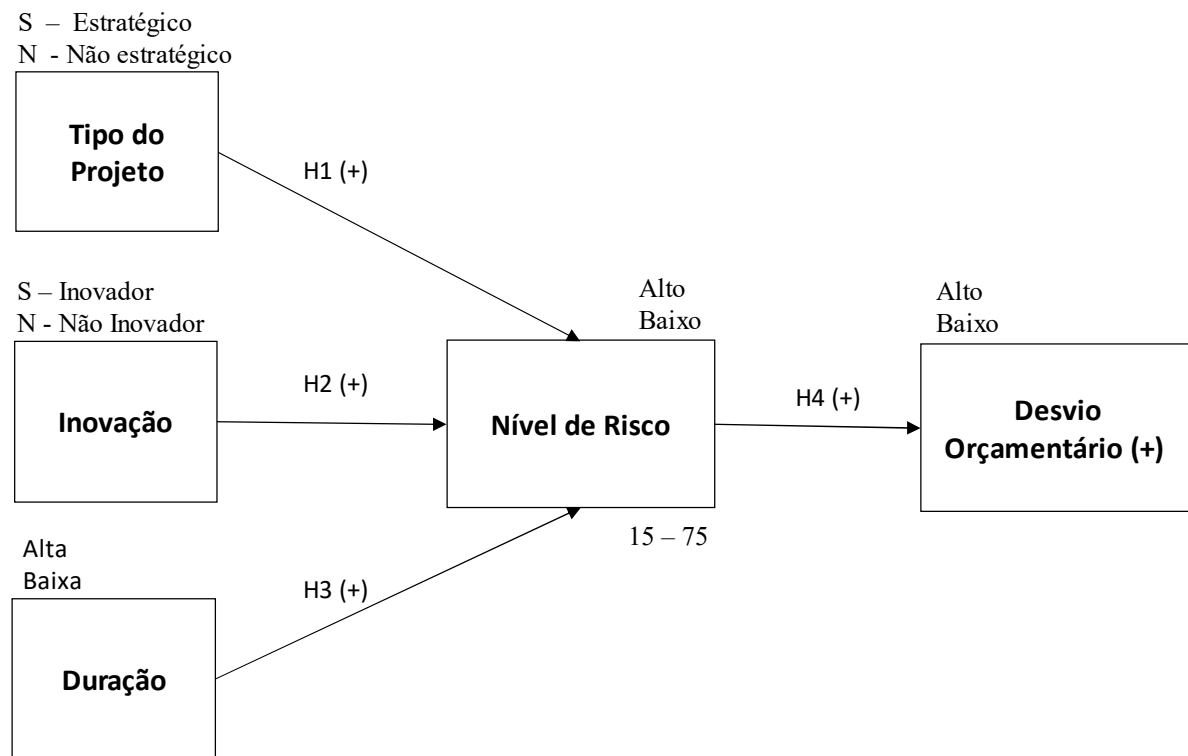 S – Estratégico
N - Não estratégico
Tipo do
Projeto
H1 (+)
S – Inovador
N - Não Inovador
Inovação
H2 (+)
Alto
Baixo
Nível de Risco
15 – 75
H4 (+)
Alto
Baixo
Desvio
Orçamentário (+)
Alta
Baixa
Duração
H3 (+)